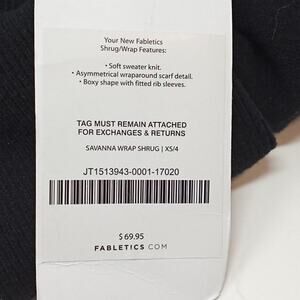 Your New Fabletics
Shrug/Wrap Features:
• Soft sweater knit.
• Asymmetrical wraparound scarf detail.
• Boxy shape with fitted rib sleeves.
TAG MUST REMAIN ATTACHED
FOR EXCHANGES & RETURNS
SAVANNA WRAP SHRUG | XS/4
JT1513943-0001-17020
$69.95
FABLETICS.COM